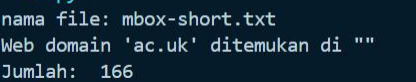 nama file: mbox-short.txt
Web domain 'ac.uk' ditemukan di ""
Jumlah:  166